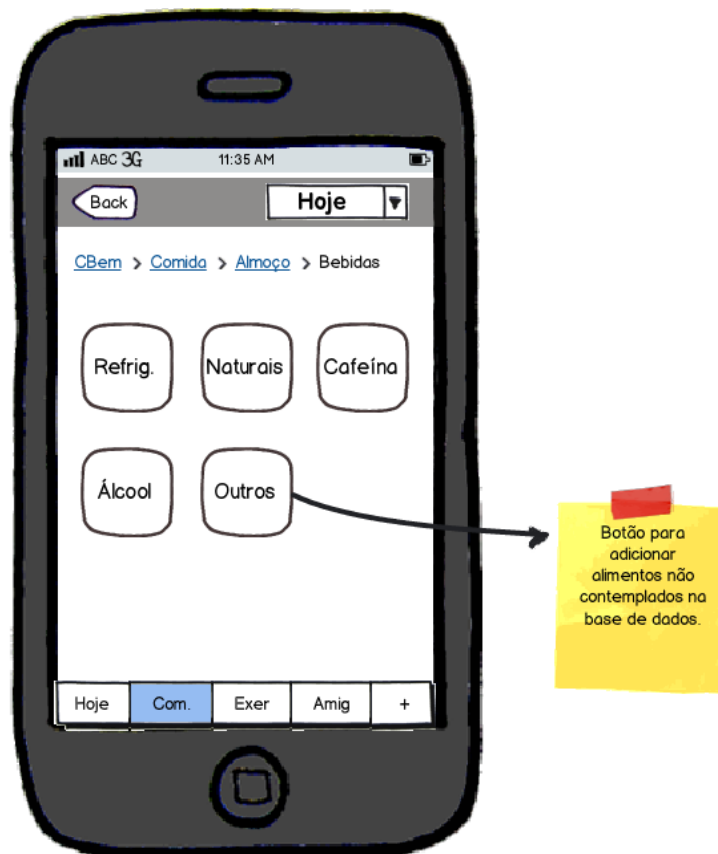 ABC 3G 11:35 AM
Back Hoje
CBem > Comida > Almoço > Bebidas
Refrig. Naturais Cafeína
Álcool Outros
Botão para
adicionar
alimentos não
contemplados na
base de dados.
Hoje Com. Exer Amig +